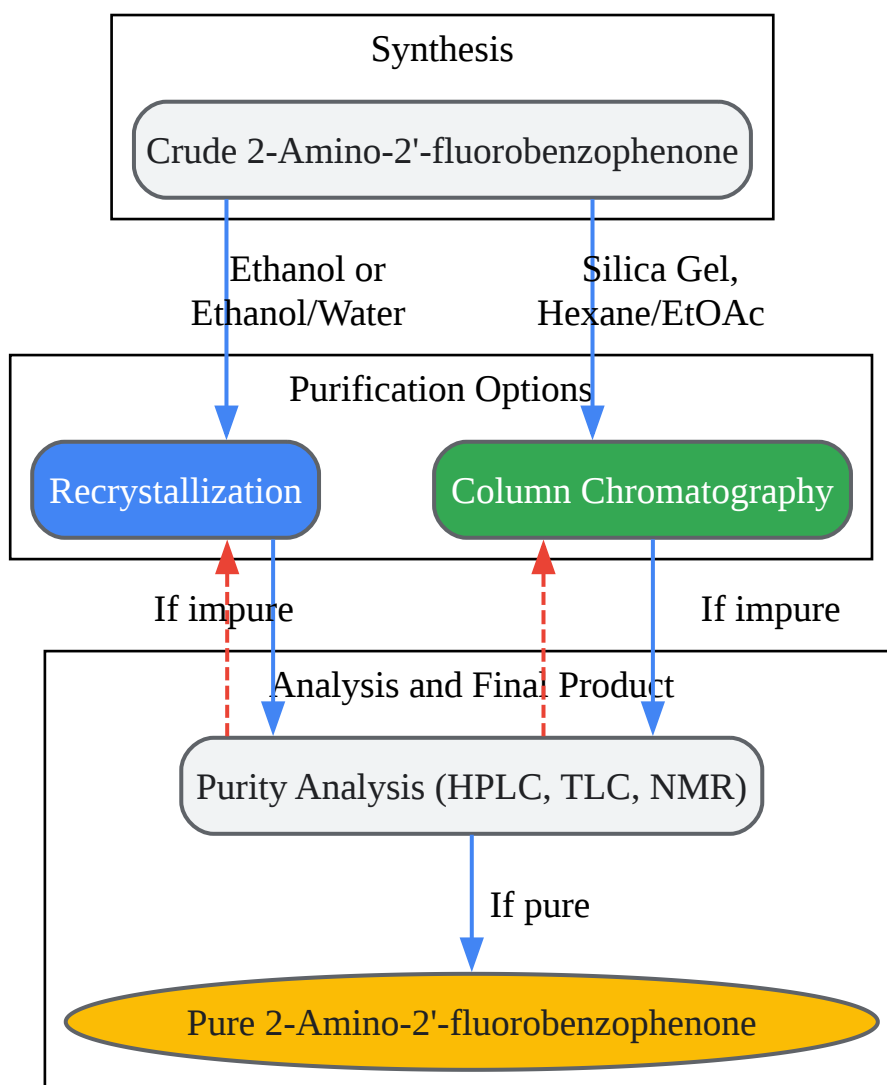 Synthesis
Crude 2-Amino-2'-fluorobenzophenone
Ethanol or
Ethanol/Water
Silica Gel,
Hexane/EtOAc
Purification Options
Recrystallization
Column Chromatography
If impure
If impure
Analysis and Final Product
Purity Analysis (HPLC, TLC, NMR)
If pure
Pure 2-Amino-2'-fluorobenzophenone